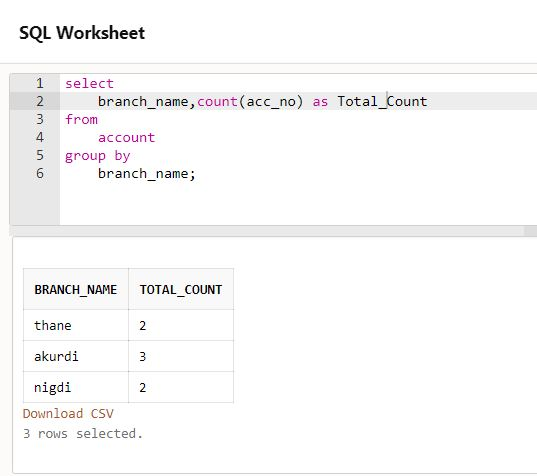 SQL Worksheet
1 select
2 branch_name,count(acc_no) as Total_Count
3 from
4 account
5 group by
6 branch_name;
BRANCH_NAME TOTAL_COUNT
thane 2
akurdi 3
nigdi 2
Download CSV
3 rows selected.